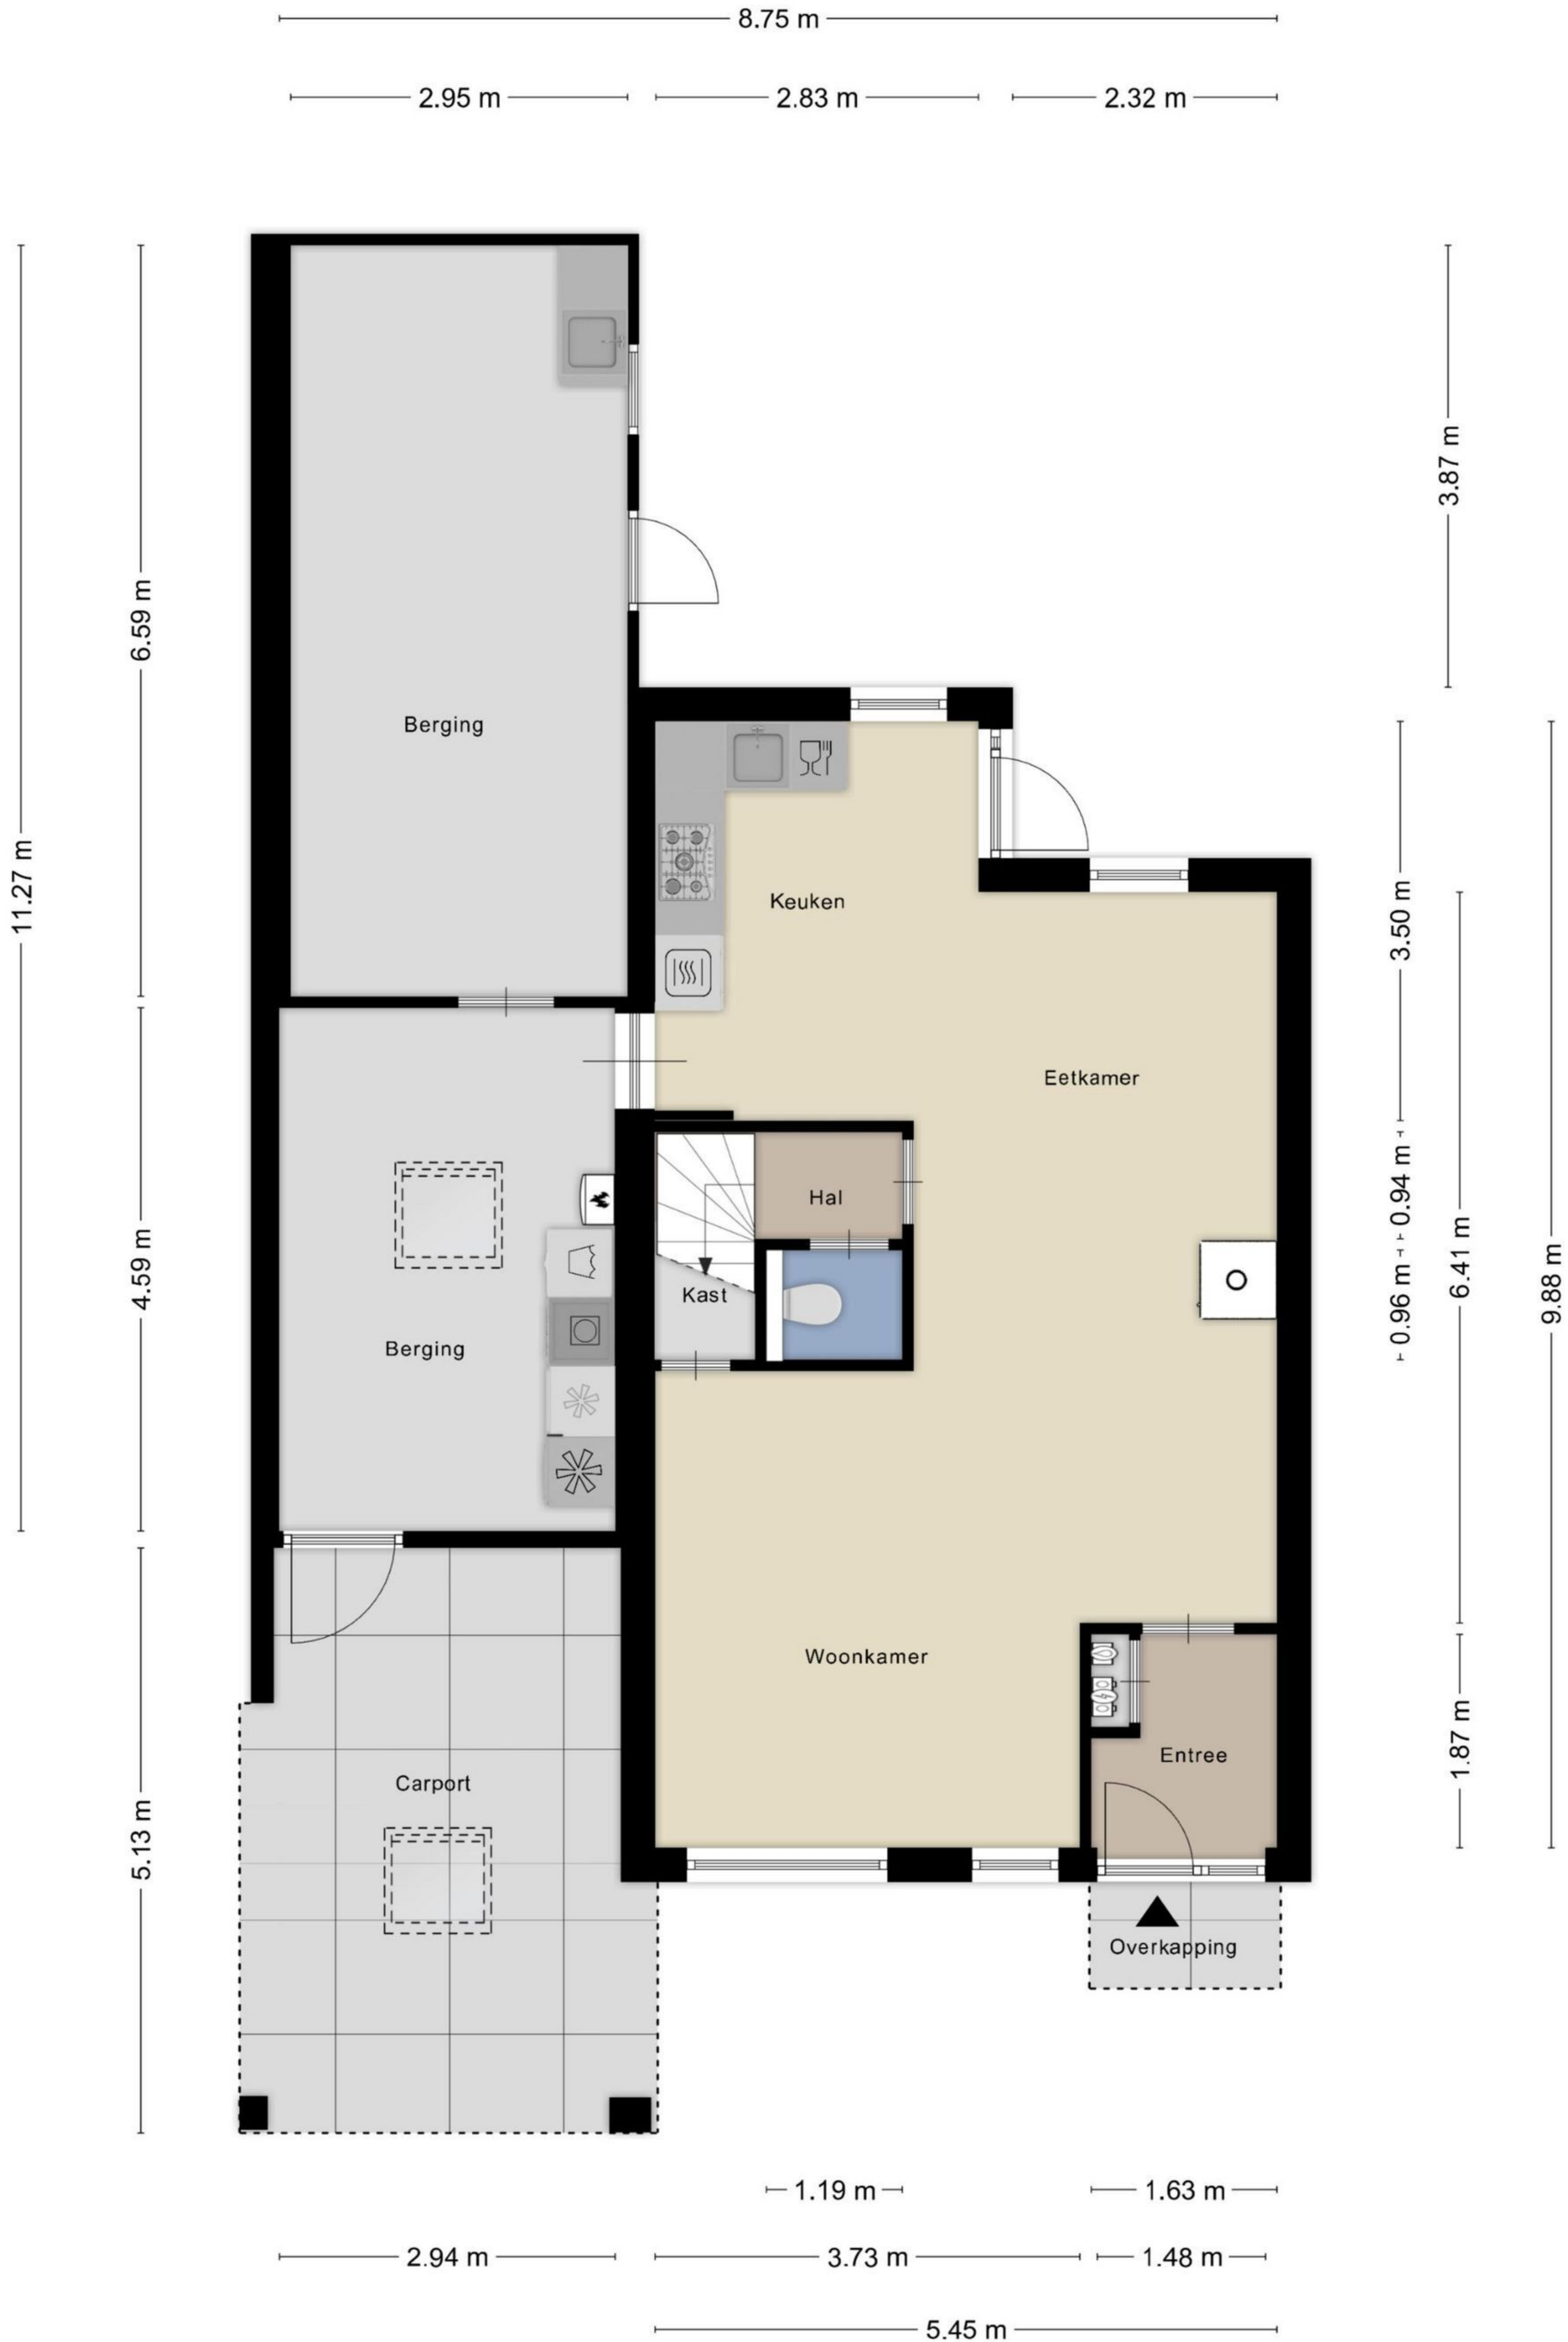 8.75 m
2.95 m
2.83 m
2.32 m
3.87 m
6.59 m
Berging
11.27 m
Keuken
3.50 m
Eetkamer
Hal
0.94 m
Kast
0.96 m
6.41 m
9.88 m
4.59 m
Berging
Woonkamer
Entree
1.87 m
Carport
5.13 m
Overkapping
1.19 m
1.63 m
2.94 m
3.73 m
1.48 m
5.45 m